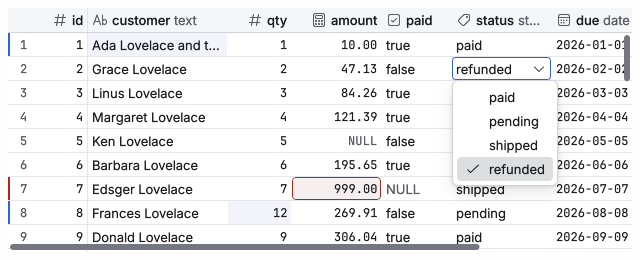 id customer text qty amount paid status st... due date
1 1 Ada Lovelace and t... 1 10.00 true paid 2026-01-01
2 2 Grace Lovelace 2 47.13 false refunded 2026-02-02
3 3 Linus Lovelace 3 84.26 true paid 2026-03-03
4 4 Margaret Lovelace 4 121.39 true pending 2026-04-04
5 5 Ken Lovelace 5 NULL false shipped 2026-05-05
6 6 Barbara Lovelace 6 195.65 true refunded 2026-06-06
7 7 Edsger Lovelace 7 999.00 NULL shipped 2026-07-07
8 8 Frances Lovelace 12 269.91 false pending 2026-08-08
9 9 Donald Lovelace 9 306.04 true paid 2026-09-09